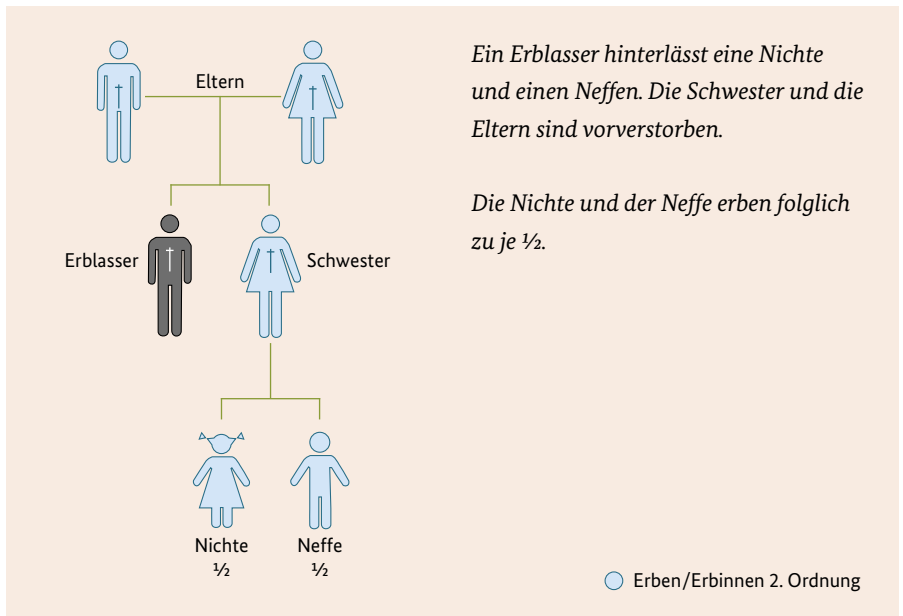 Eltern
Ein Erblasser hinterlässt eine Nichte
und einen Neffen. Die Schwester und die
Eltern sind vorverstorben.
Die Nichte und der Neffe erben folglich
zu je ½.
Erblasser
Schwester
Nichte
½
Neffe
½
Erben/Erbinnen 2. Ordnung